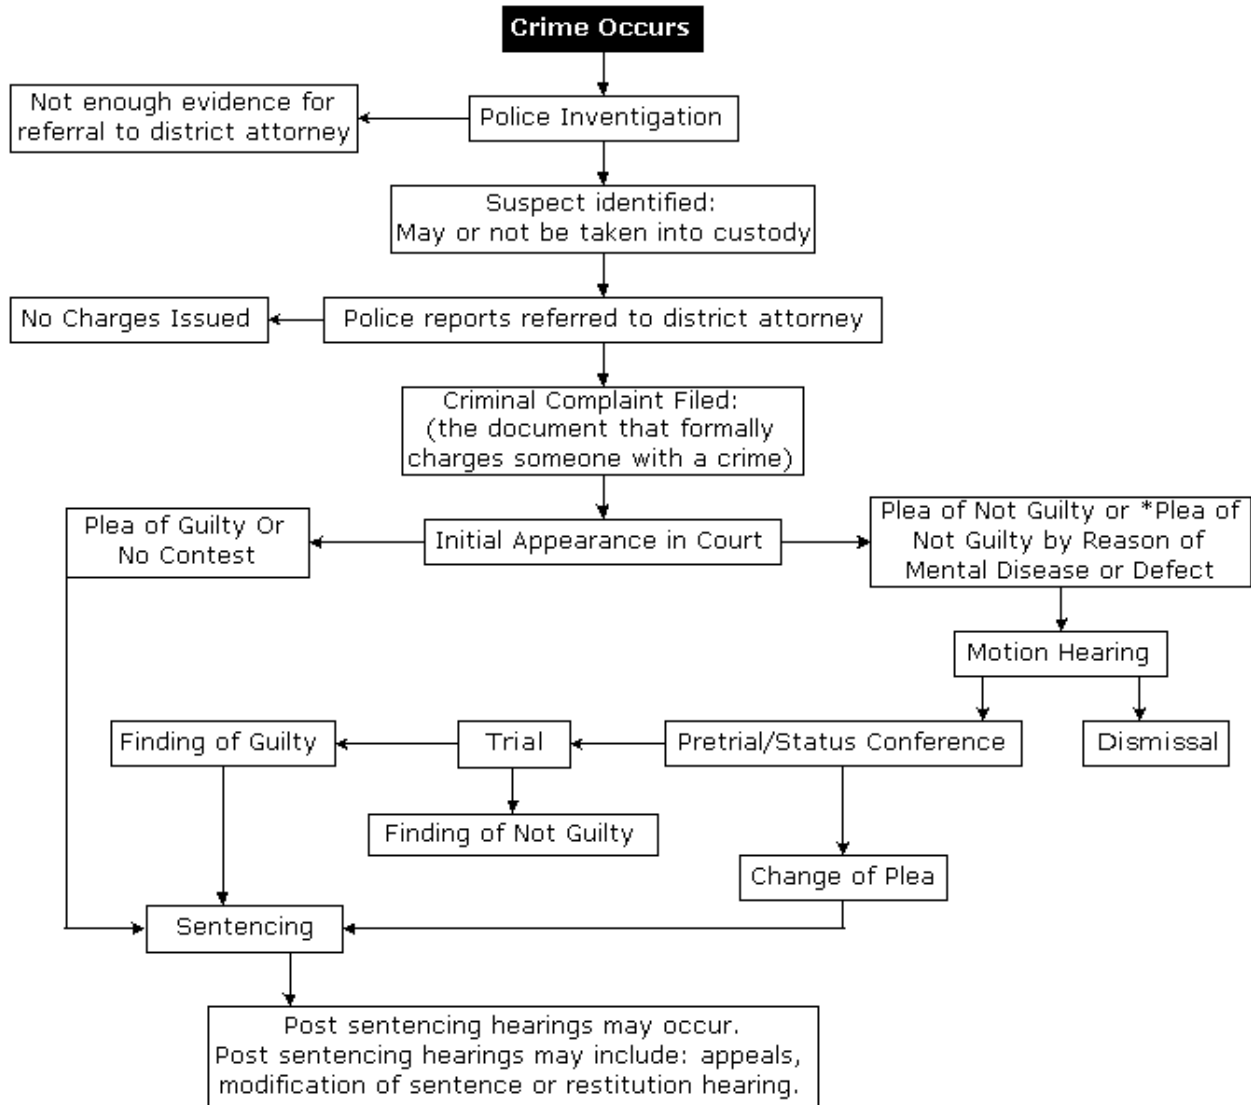 Crime Occurs
Not enough evidence for
referral to district attorney
Police Inventigation
Suspect identified:
May or not be taken into custody
No Charges Issued
Police reports referred to district attorney
Criminal Complaint Filed:
(the document that formally
charges someone with a crime)
Plea of Guilty Or
No Contest
Initial Appearance in Court
Plea of Not Guilty or *Plea of
Not Guilty by Reason of
Mental Disease or Defect
Motion Hearing
Finding of Guilty
Trial
Pretrial/Status Conference
Dismissal
Finding of Not Guilty
Change of Plea
Sentencing
Post sentencing hearings may occur.
Post sentencing hearings may include: appeals,
modification of sentence or restitution hearing.